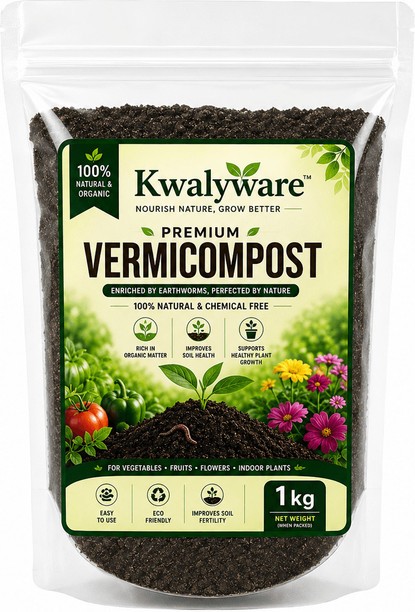 100%
NATURAL &
ORGANIC
Kwalyware™
NOURISH NATURE, GROW BETTER
PREMIUM
VERMICOMPOST
ENRICHED BY EARTHWORMS, PERFECTED BY NATURE
100% NATURAL & CHEMICAL FREE
RICH IN
ORGANIC MATTER
IMPROVES
SOIL HEALTH
SUPPORTS
HEALTHY PLANT
GROWTH
FOR VEGETABLES • FRUITS • FLOWERS • INDOOR PLANTS
EASY
TO USE
ECO
FRIENDLY
IMPROVES SOIL
FERTILITY
1 kg
NET WEIGHT
(WHEN PACKED)